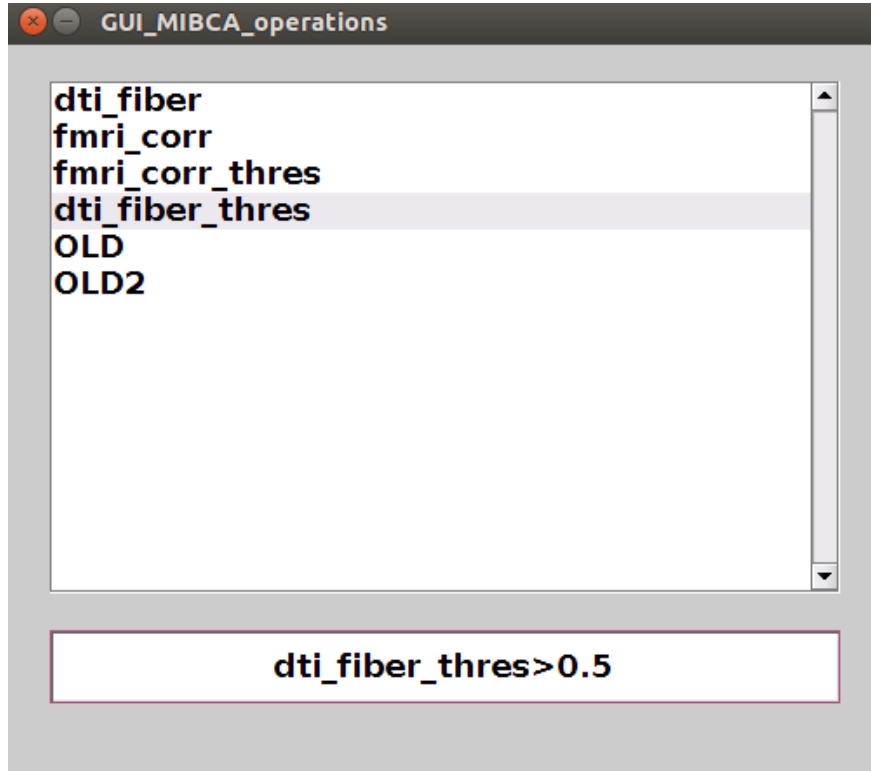 GUI_MIBCA_operations
dti_fiber
fmri_corr
fmri_corr_thres
dti_fiber_thres
OLD
OLD2
dti_fiber_thres>0.5